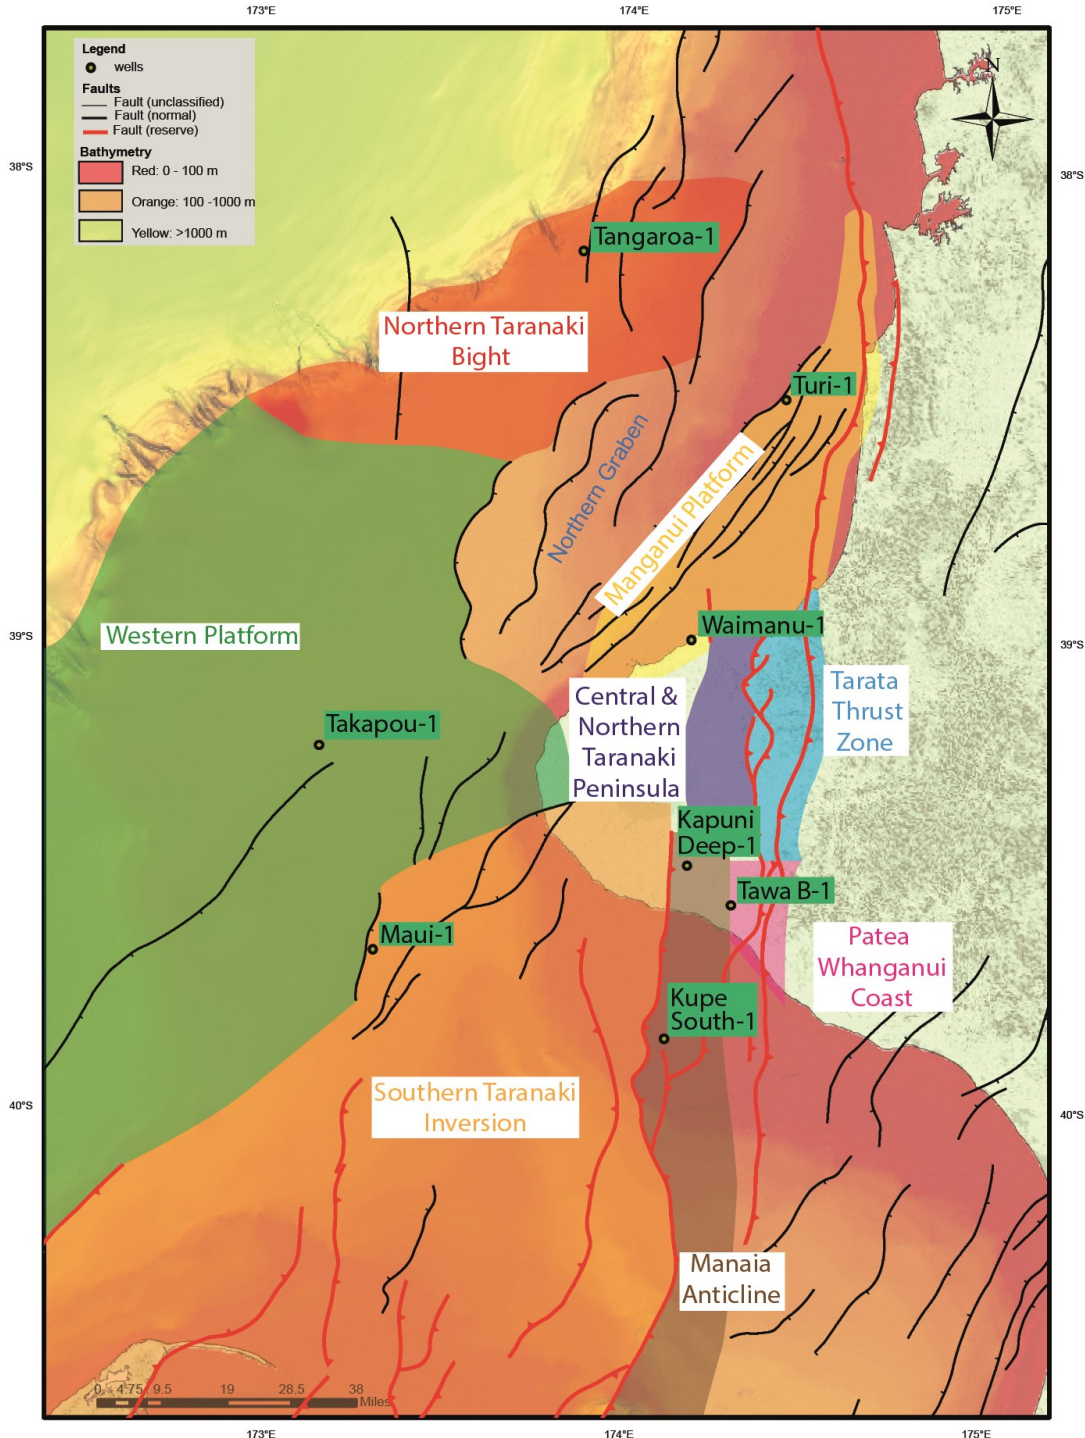 173°E 174°E 175°E
Legend
wells
Faults
Fault (unclassified)
Fault (normal)
Fault (reserve)
Bathymetry
Red: 0 - 100 m
Orange: 100 -1000 m
Yellow: >1000 m
N
38°S 38°S
Tangaroa-1
Northern Taranaki
Bight
Turi-1
Northern Graben
Manganui Platform
Waimanu-1
Western Platform
39°S 39°S
Central &
Northern
Taranaki
Peninsula
Tarata
Thrust
Zone
Takapou-1
Kapuni
Deep-1
Tawa B-1
Maui-1
Patea
Whanganui
Coast
Kupe
South-1
Southern Taranaki
Inversion
40°S 40°S
Manaia
Anticline
0 4.75 9.5 19 28.5 38
Miles
173°E 174°E 175°E